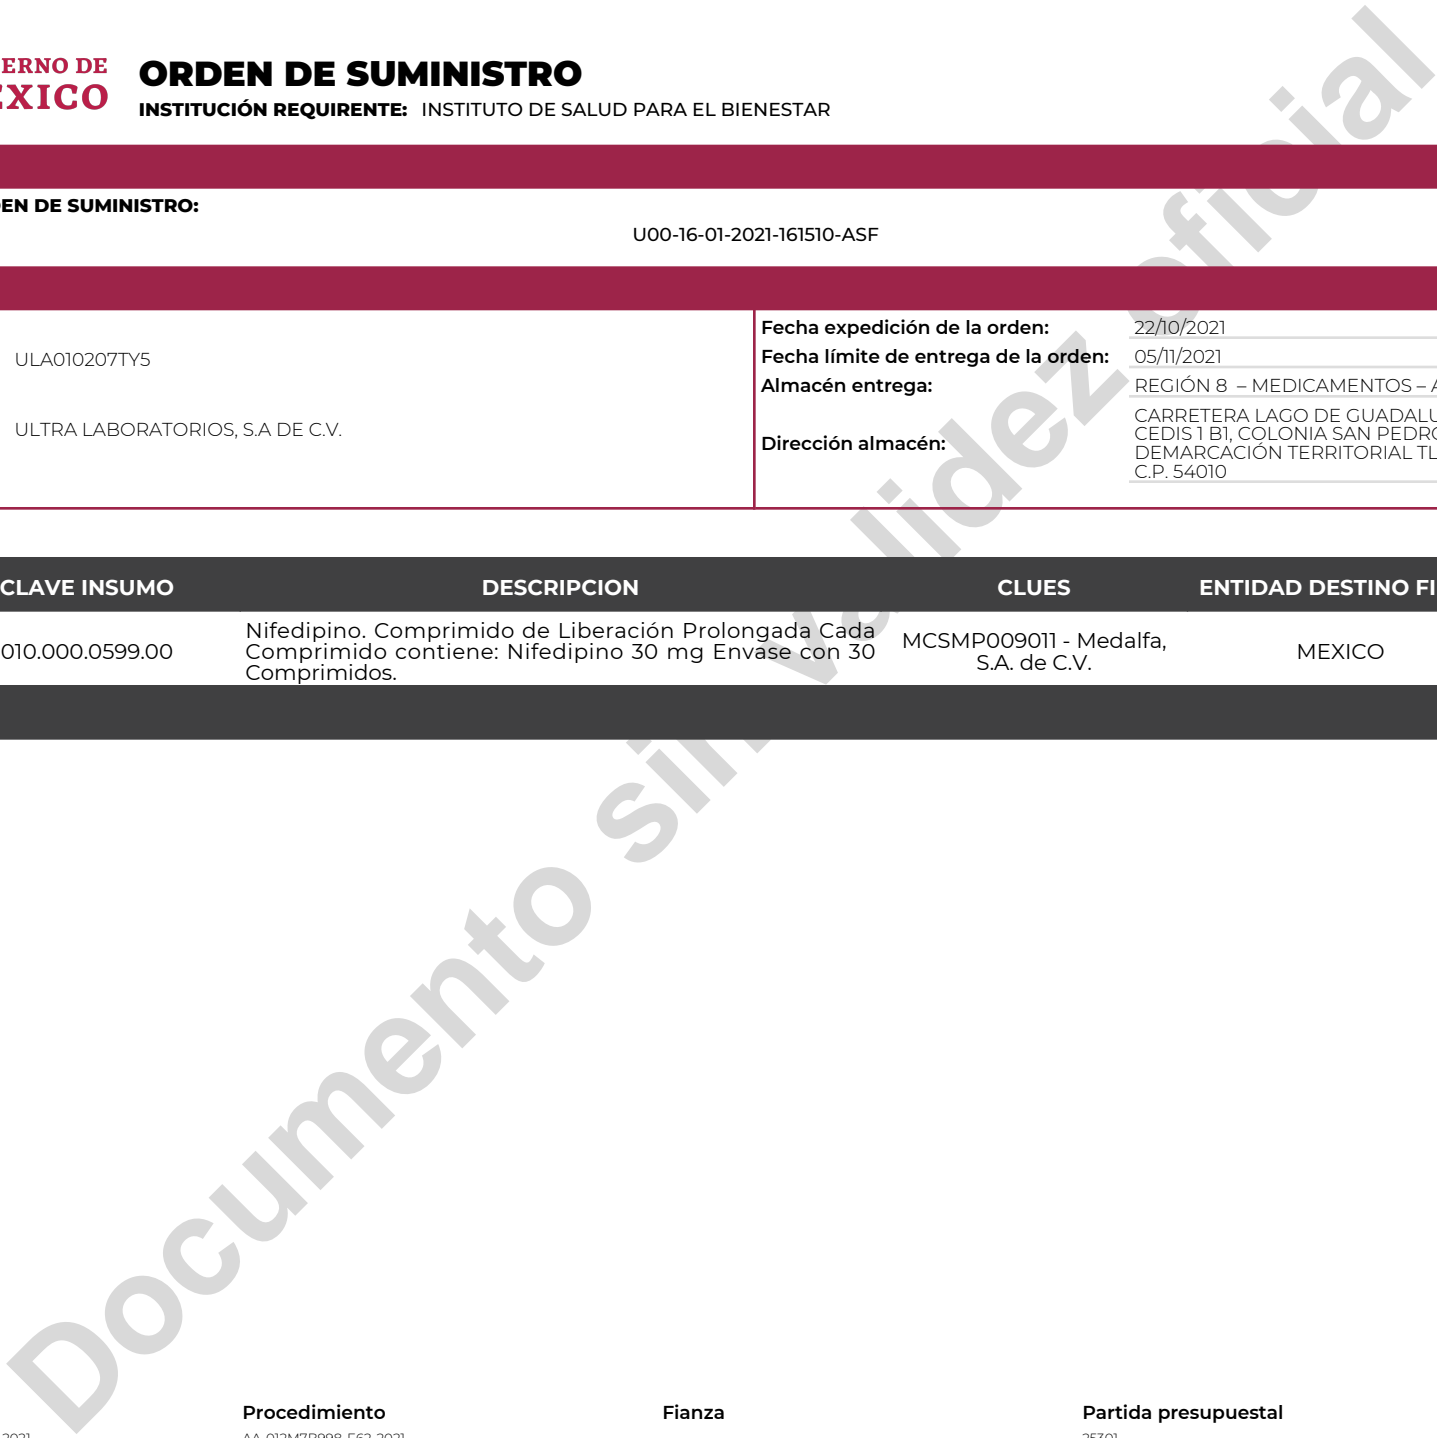 ERNO DE
EXICO
ORDEN DE SUMINISTRO
INSTITUCIÓN REQUIRENTE: INSTITUTO DE SALUD PARA EL BIENESTAR
EN DE SUMINISTRO:
U00-16-01-2021-161510-ASF
ULA010207TY5
ULTRA LABORATORIOS, S.A DE C.V.
Fecha expedición de la orden: 22/10/2021
Fecha límite de entrega de la orden: 05/11/2021
Almacén entrega: REGIÓN 8 – MEDICAMENTOS – A
Dirección almacén:
CARRETERA LAGO DE GUADALU
CEDIS 1 B1, COLONIA SAN PEDRO
DEMARCACIÓN TERRITORIAL TL
C.P. 54010
CLAVE INSUMO DESCRIPCION CLUES ENTIDAD DESTINO FI
010.000.0599.00
Nifedipino. Comprimido de Liberación Prolongada Cada
Comprimido contiene: Nifedipino 30 mg Envase con 30
Comprimidos.
MCSMP009011 - Medalfa,
S.A. de C.V.
MEXICO
Documento sin validez oficial
Procedimiento Fianza Partida presupuestal